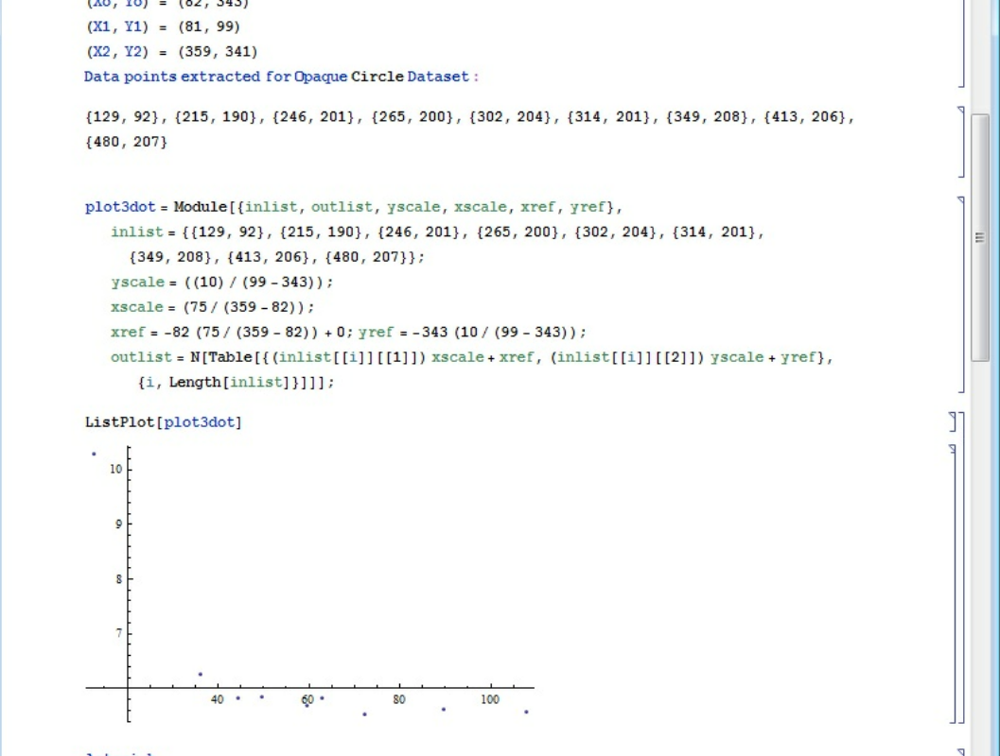 (X0, Y0) = (82, 343)
(X1, Y1) = (81, 99)
(X2, Y2) = (359, 341)
Data points extracted for Opaque Circle Dataset :
{129, 92}, {215, 190}, {246, 201}, {265, 200}, {302, 204}, {314, 201}, {349, 208}, {413, 206},
{480, 207}
plot3dot = Module[{inlist, outlist, yscale, xscale, xref, yref},
inlist = {{129, 92}, {215, 190}, {246, 201}, {265, 200}, {302, 204}, {314, 201},
{349, 208}, {413, 206}, {480, 207}};
yscale = ((10) / (99 - 343));
xscale = (75 / (359 - 82));
xref = -82 (75 / (359 - 82)) + 0; yref = -343 (10 / (99 - 343));
outlist = N[Table[{(inlist[[i]][[1]]) xscale + xref, (inlist[[i]][[2]]) yscale + yref},
{i, Length[inlist]}]]];
ListPlot[plot3dot]
10
9
8
7
40 60 80 100